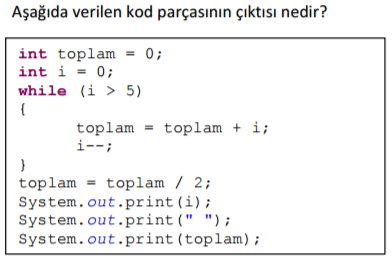 Aşağıda verilen kod parçasının çıktısı nedir?
int toplam = 0;
int i = 0;
while (i > 5)
{
toplam = toplam + i;
i--;
}
toplam = toplam / 2;
System.out.print(i);
System.out.print(" ");
System.out.print(toplam);